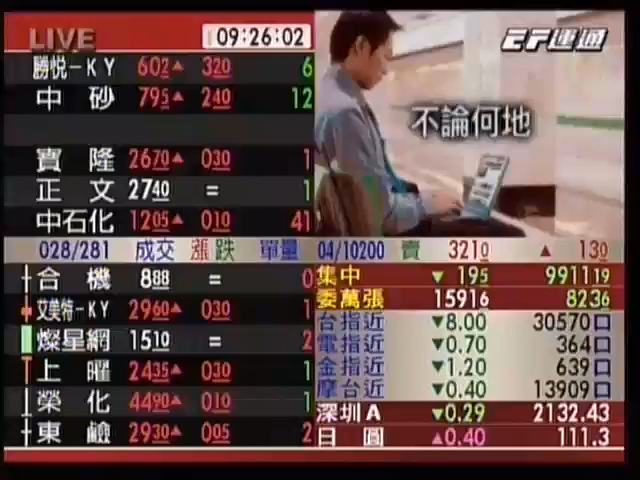 LIVE 09:26:02
勝悦-KY 602▲ 320 6
中砂 795▲ 240 12
寶隆 2670▲ 030 1
正文 2740 = 1
中石化 1205▲ 010 41
028/281 成交 漲跌 單量
合機 888 = 0
艾美特-KY 2960▲ 030 1
燦星網 1510 = 2
上曜 2435▲ 030 1
榮化 4490▲ 010 1
東鹼 2930▲ 005 2
EF運通
不論何地
04/10200 賣 3210 ▲ 130
集中 ▼ 195 991119
委萬張 15916 8236
台指近 ▼8.00 30570口
電指近 ▼0.70 364口
金指近 ▼1.20 639口
摩台近 ▼0.40 13909口
深圳A ▼0.29 2132.43
日圓 ▲0.40 111.3